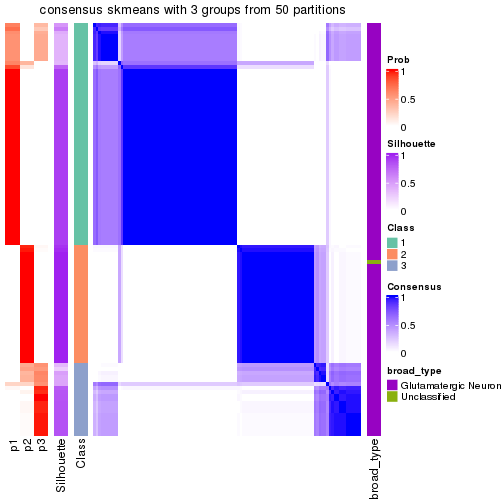 consensus skmeans with 3 groups from 50 partitions
Prob
1
0.5
0
Silhouette
1
0.5
0
Class
1
2
3
Consensus
1
0.5
0
broad_type
Glutamatergic Neuron
Unclassified
p1
p2
p3
Silhouette
Class
broad_type